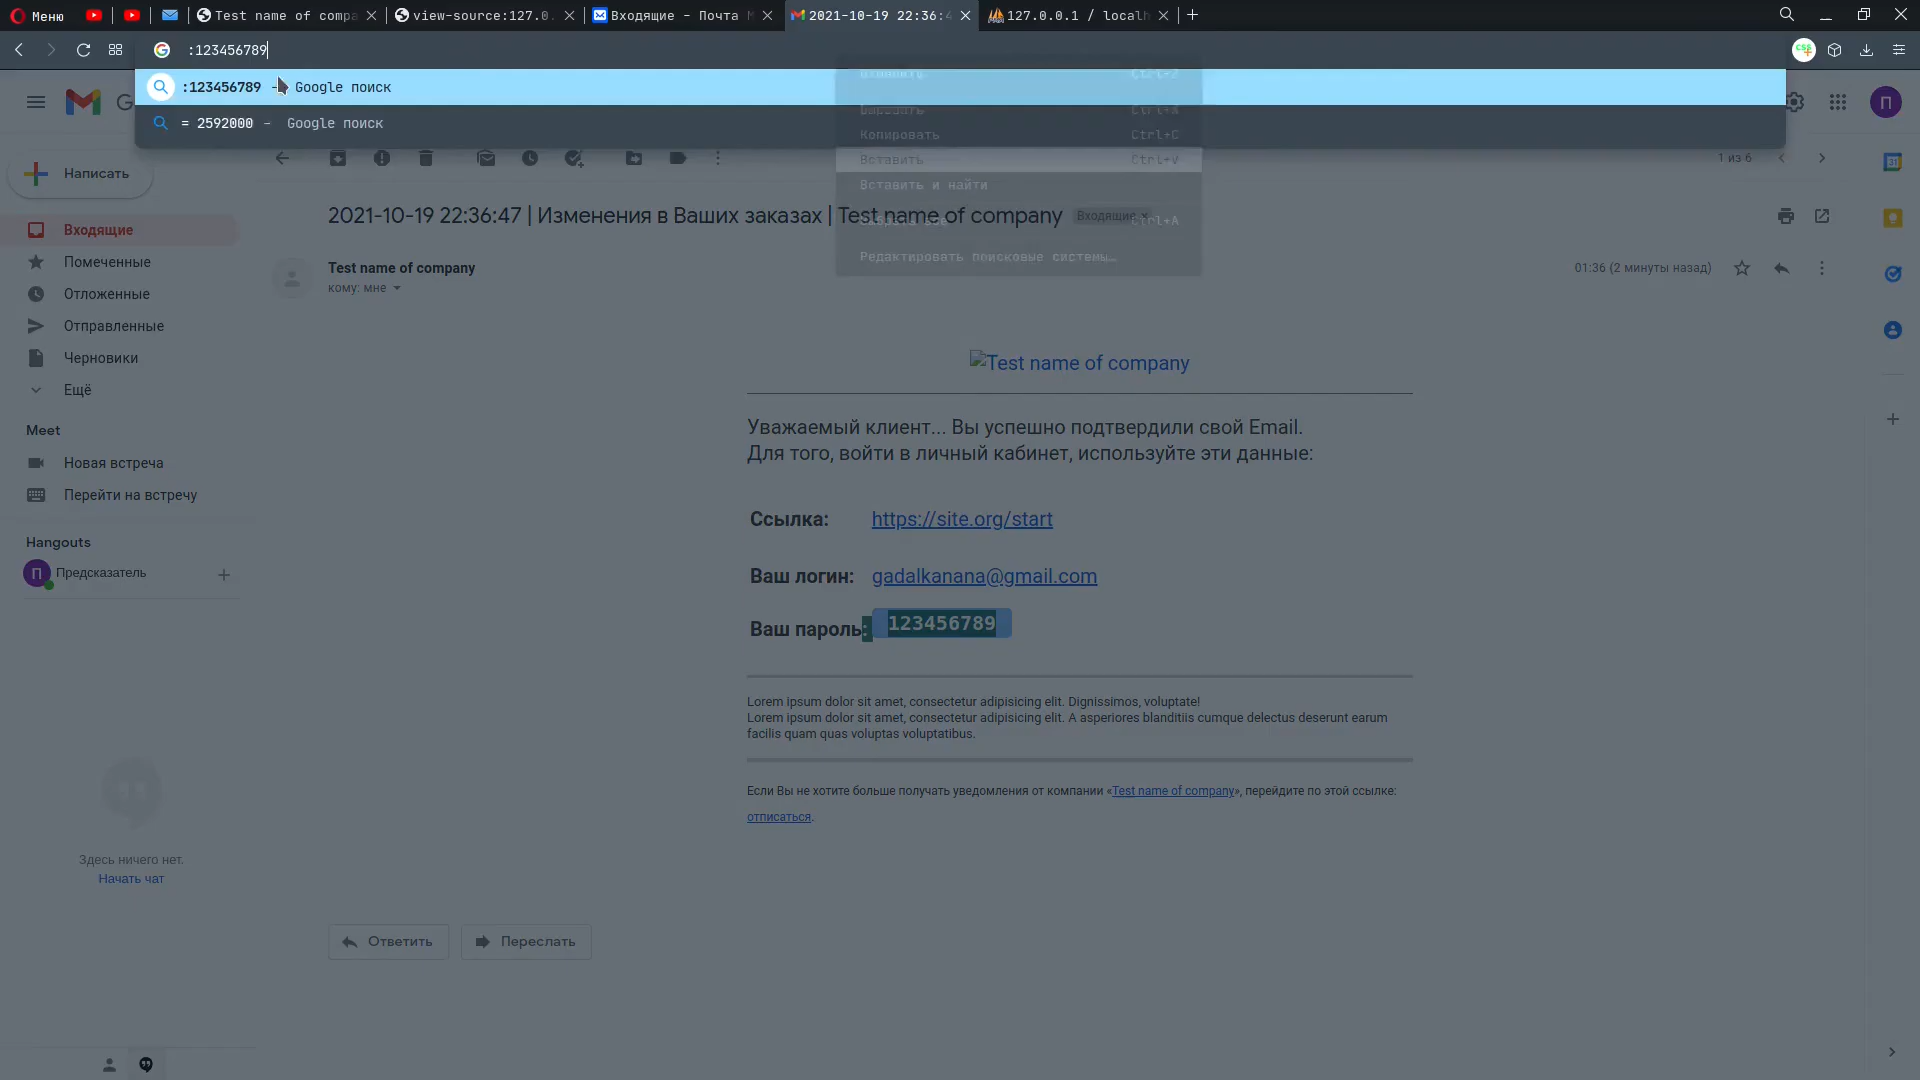 Меню
Test name of compa
view-source:127.0.
Входящие – Почта
2021-10-19 22:36:4
127.0.0.1 / localh
:123456789
:123456789 – Google поиск
= 2592000 – Google поиск
Ctrl+X
Копировать Ctrl+C
Вставить Ctrl+V
Вставить и найти
Ctrl+A
Редактировать поисковые системы…
1 из 6
Написать
2021-10-19 22:36:47 | Изменения в Ваших заказах | Test name of company
Входящие ×
Входящие
Помеченные
Отложенные
Отправленные
Черновики
Ещё
Meet
Новая встреча
Перейти на встречу
Hangouts
П Предсказатель
Здесь ничего нет.
Начать чат
П
31
Test name of company
кому: мне
01:36 (2 минуты назад)
Test name of company
Уважаемый клиент... Вы успешно подтвердили свой Email.
Для того, войти в личный кабинет, используйте эти данные:
Ссылка: https://site.org/start
Ваш логин: gadalkanana@gmail.com
Ваш пароль: 123456789
Lorem ipsum dolor sit amet, consectetur adipisicing elit. Dignissimos, voluptate!
Lorem ipsum dolor sit amet, consectetur adipisicing elit. A asperiores blanditiis cumque delectus deserunt earum
facilis quam quas voluptas voluptatibus.
Если Вы не хотите больше получать уведомления от компании «Test name of company», перейдите по этой ссылке:
отписаться.
Ответить
Переслать